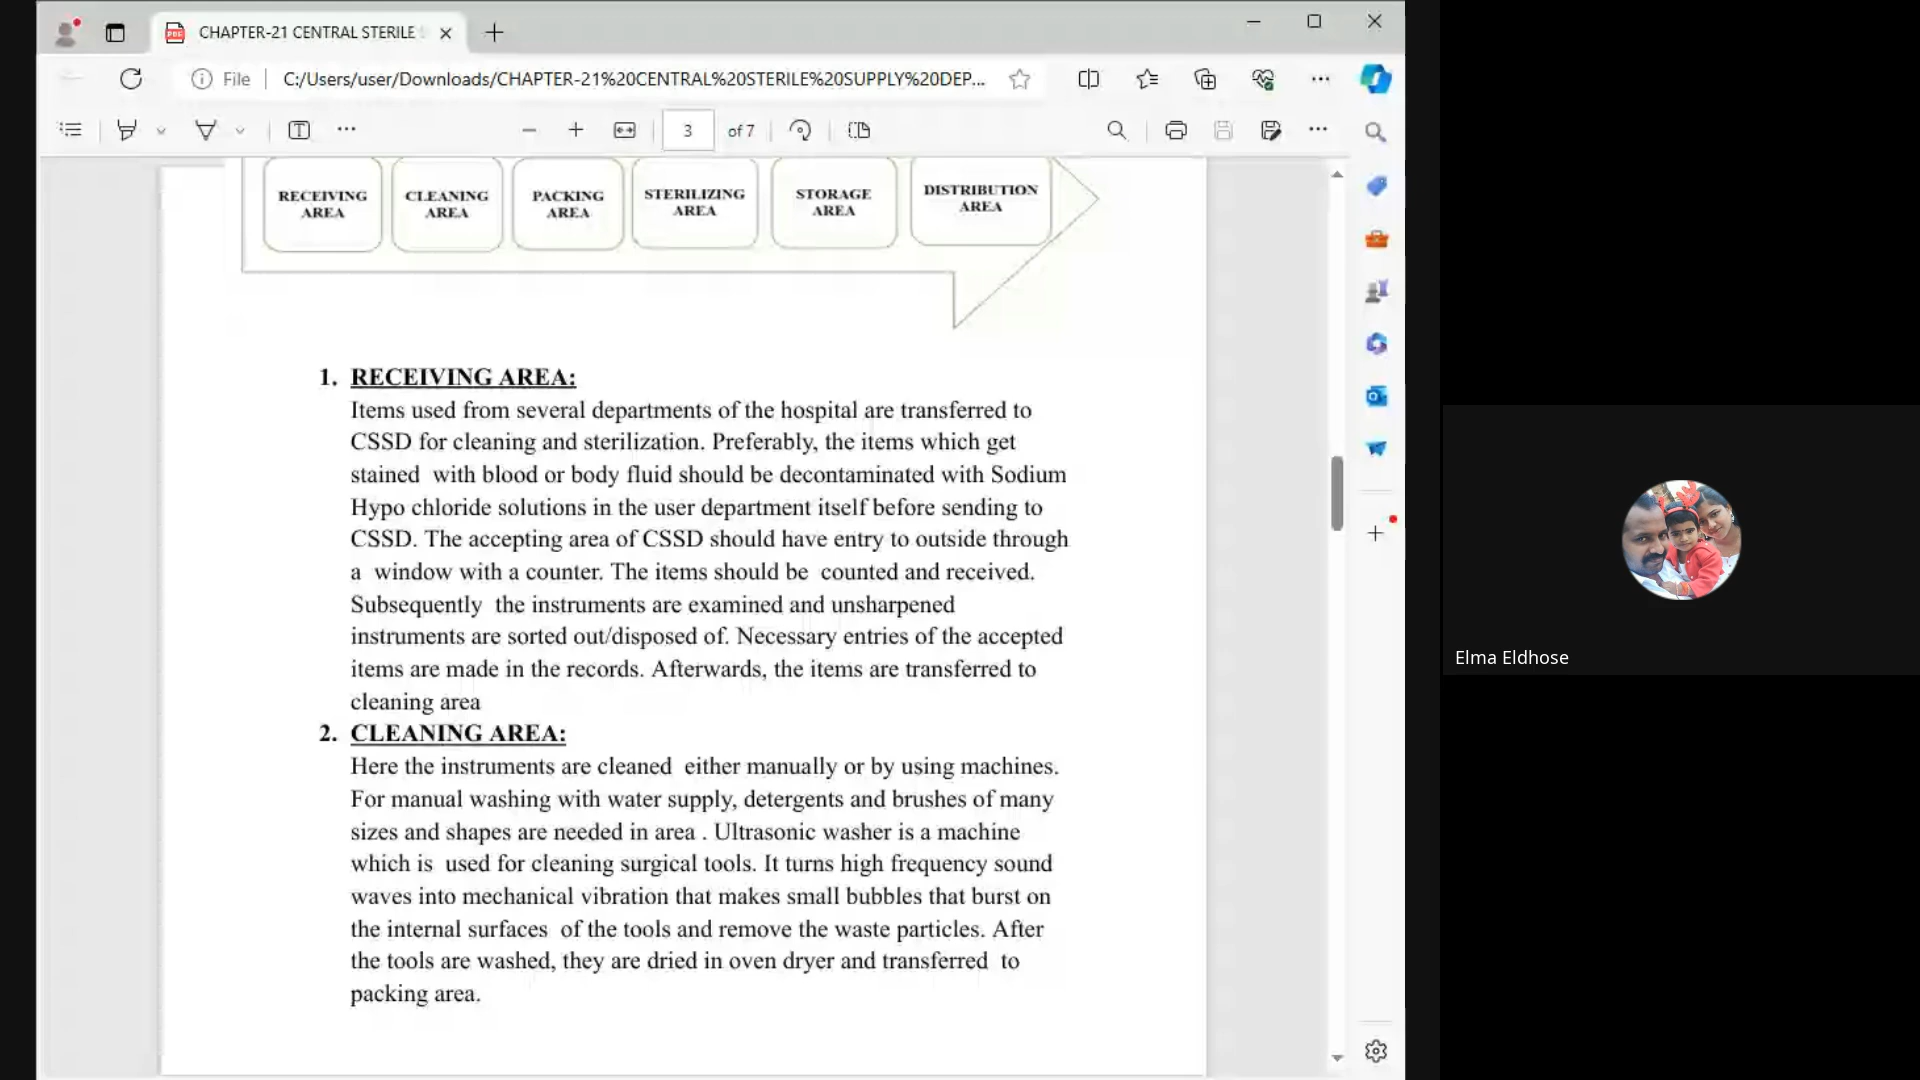 CHAPTER-21 CENTRAL STERILE
File
C:/Users/user/Downloads/CHAPTER-21%20CENTRAL%20STERILE%20SUPPLY%20DEP...
3 of 7
RECEIVING AREA
CLEANING AREA
PACKING AREA
STERILIZING AREA
STORAGE AREA
DISTRIBUTION AREA
1. RECEIVING AREA:
Items used from several departments of the hospital are transferred to
CSSD for cleaning and sterilization. Preferably, the items which get
stained with blood or body fluid should be decontaminated with Sodium
Hypo chloride solutions in the user department itself before sending to
CSSD. The accepting area of CSSD should have entry to outside through
a window with a counter. The items should be counted and received.
Subsequently the instruments are examined and unsharpened
instruments are sorted out/disposed of. Necessary entries of the accepted
items are made in the records. Afterwards, the items are transferred to
cleaning area
2. CLEANING AREA:
Here the instruments are cleaned either manually or by using machines.
For manual washing with water supply, detergents and brushes of many
sizes and shapes are needed in area . Ultrasonic washer is a machine
which is used for cleaning surgical tools. It turns high frequency sound
waves into mechanical vibration that makes small bubbles that burst on
the internal surfaces of the tools and remove the waste particles. After
the tools are washed, they are dried in oven dryer and transferred to
packing area.
Elma Eldhose